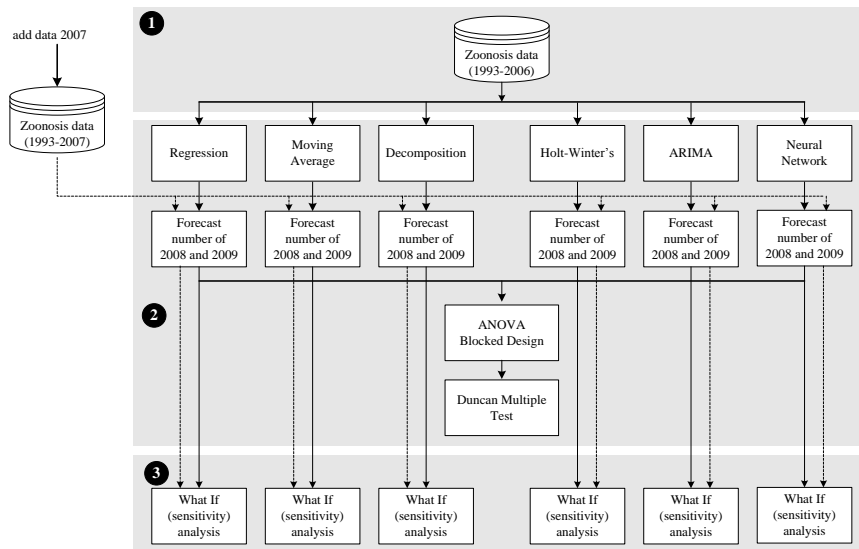 1
add data 2007
Zoonosis data
(1993-2006)
Zoonosis data
(1993-2007)
Regression
Moving
Average
Decomposition
Holt-Winter's
ARIMA
Neural
Network
Forecast
number of
2008 and 2009
Forecast
number of
2008 and 2009
Forecast
number of
2008 and 2009
Forecast
number of
2008 and 2009
Forecast
number of
2008 and 2009
Forecast
number of
2008 and 2009
2
ANOVA
Blocked Design
Duncan Multiple
Test
3
What If
(sensitivity)
analysis
What If
(sensitivity)
analysis
What If
(sensitivity)
analysis
What If
(sensitivity)
analysis
What If
(sensitivity)
analysis
What If
(sensitivity)
analysis